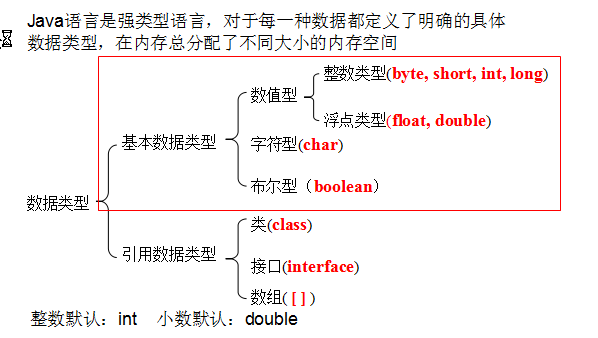 Java语言是强类型语言，对于每一种数据都定义了明确的具体
数据类型，在内存总分配了不同大小的内存空间
整数类型(byte, short, int, long)
数值型
浮点类型(float, double)
基本数据类型
字符型(char)
布尔型（boolean）
数据类型
类(class)
引用数据类型
接口(interface)
数组([ ])
整数默认：int 小数默认：double